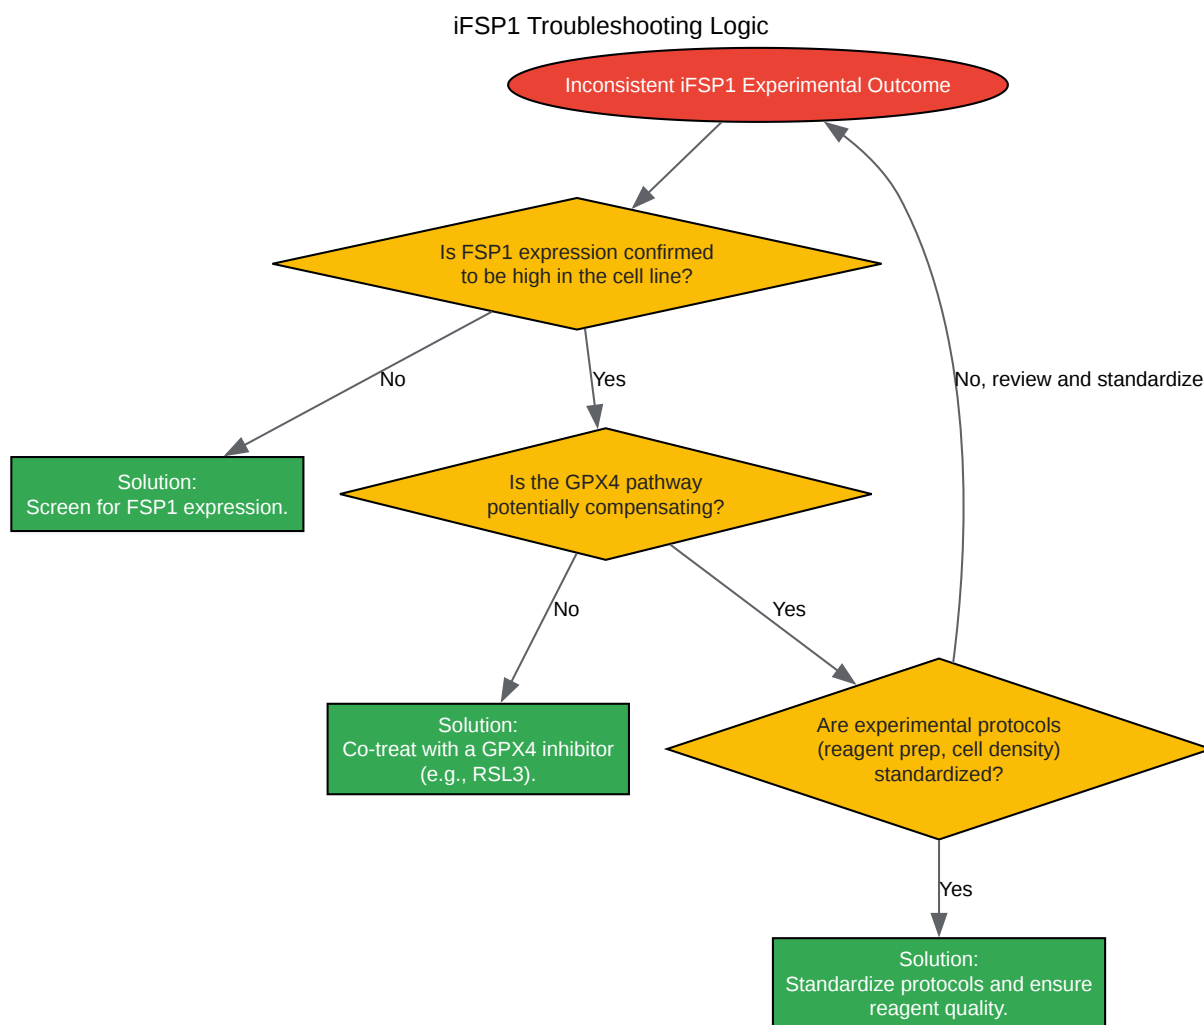 iFSP1 Troubleshooting Logic
Inconsistent iFSP1 Experimental Outcome
Is FSP1 expression confirmed
to be high in the cell line?
No
Yes
No, review and standardize
Solution:
Screen for FSP1 expression.
Is the GPX4 pathway
potentially compensating?
No
Yes
Solution:
Co-treat with a GPX4 inhibitor
(e.g., RSL3).
Are experimental protocols
(reagent prep, cell density)
standardized?
Yes
Solution:
Standardize protocols and ensure
reagent quality.